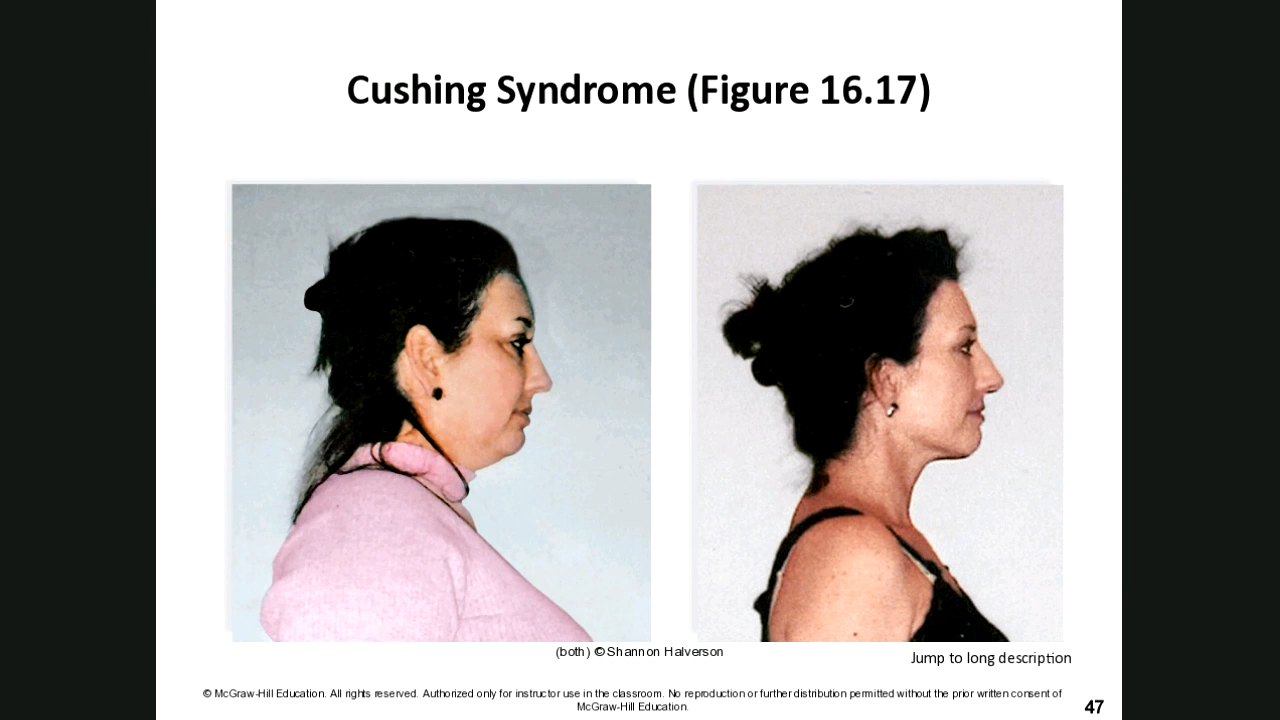 Cushing Syndrome (Figure 16.17)
(both) ©Shannon Halverson
Jump to long description
© McGraw-Hill Education. All rights reserved. Authorized only for instructor use in the classroom. No reproduction or further distribution permitted without the prior written consent of
McGraw-Hill Education.
47